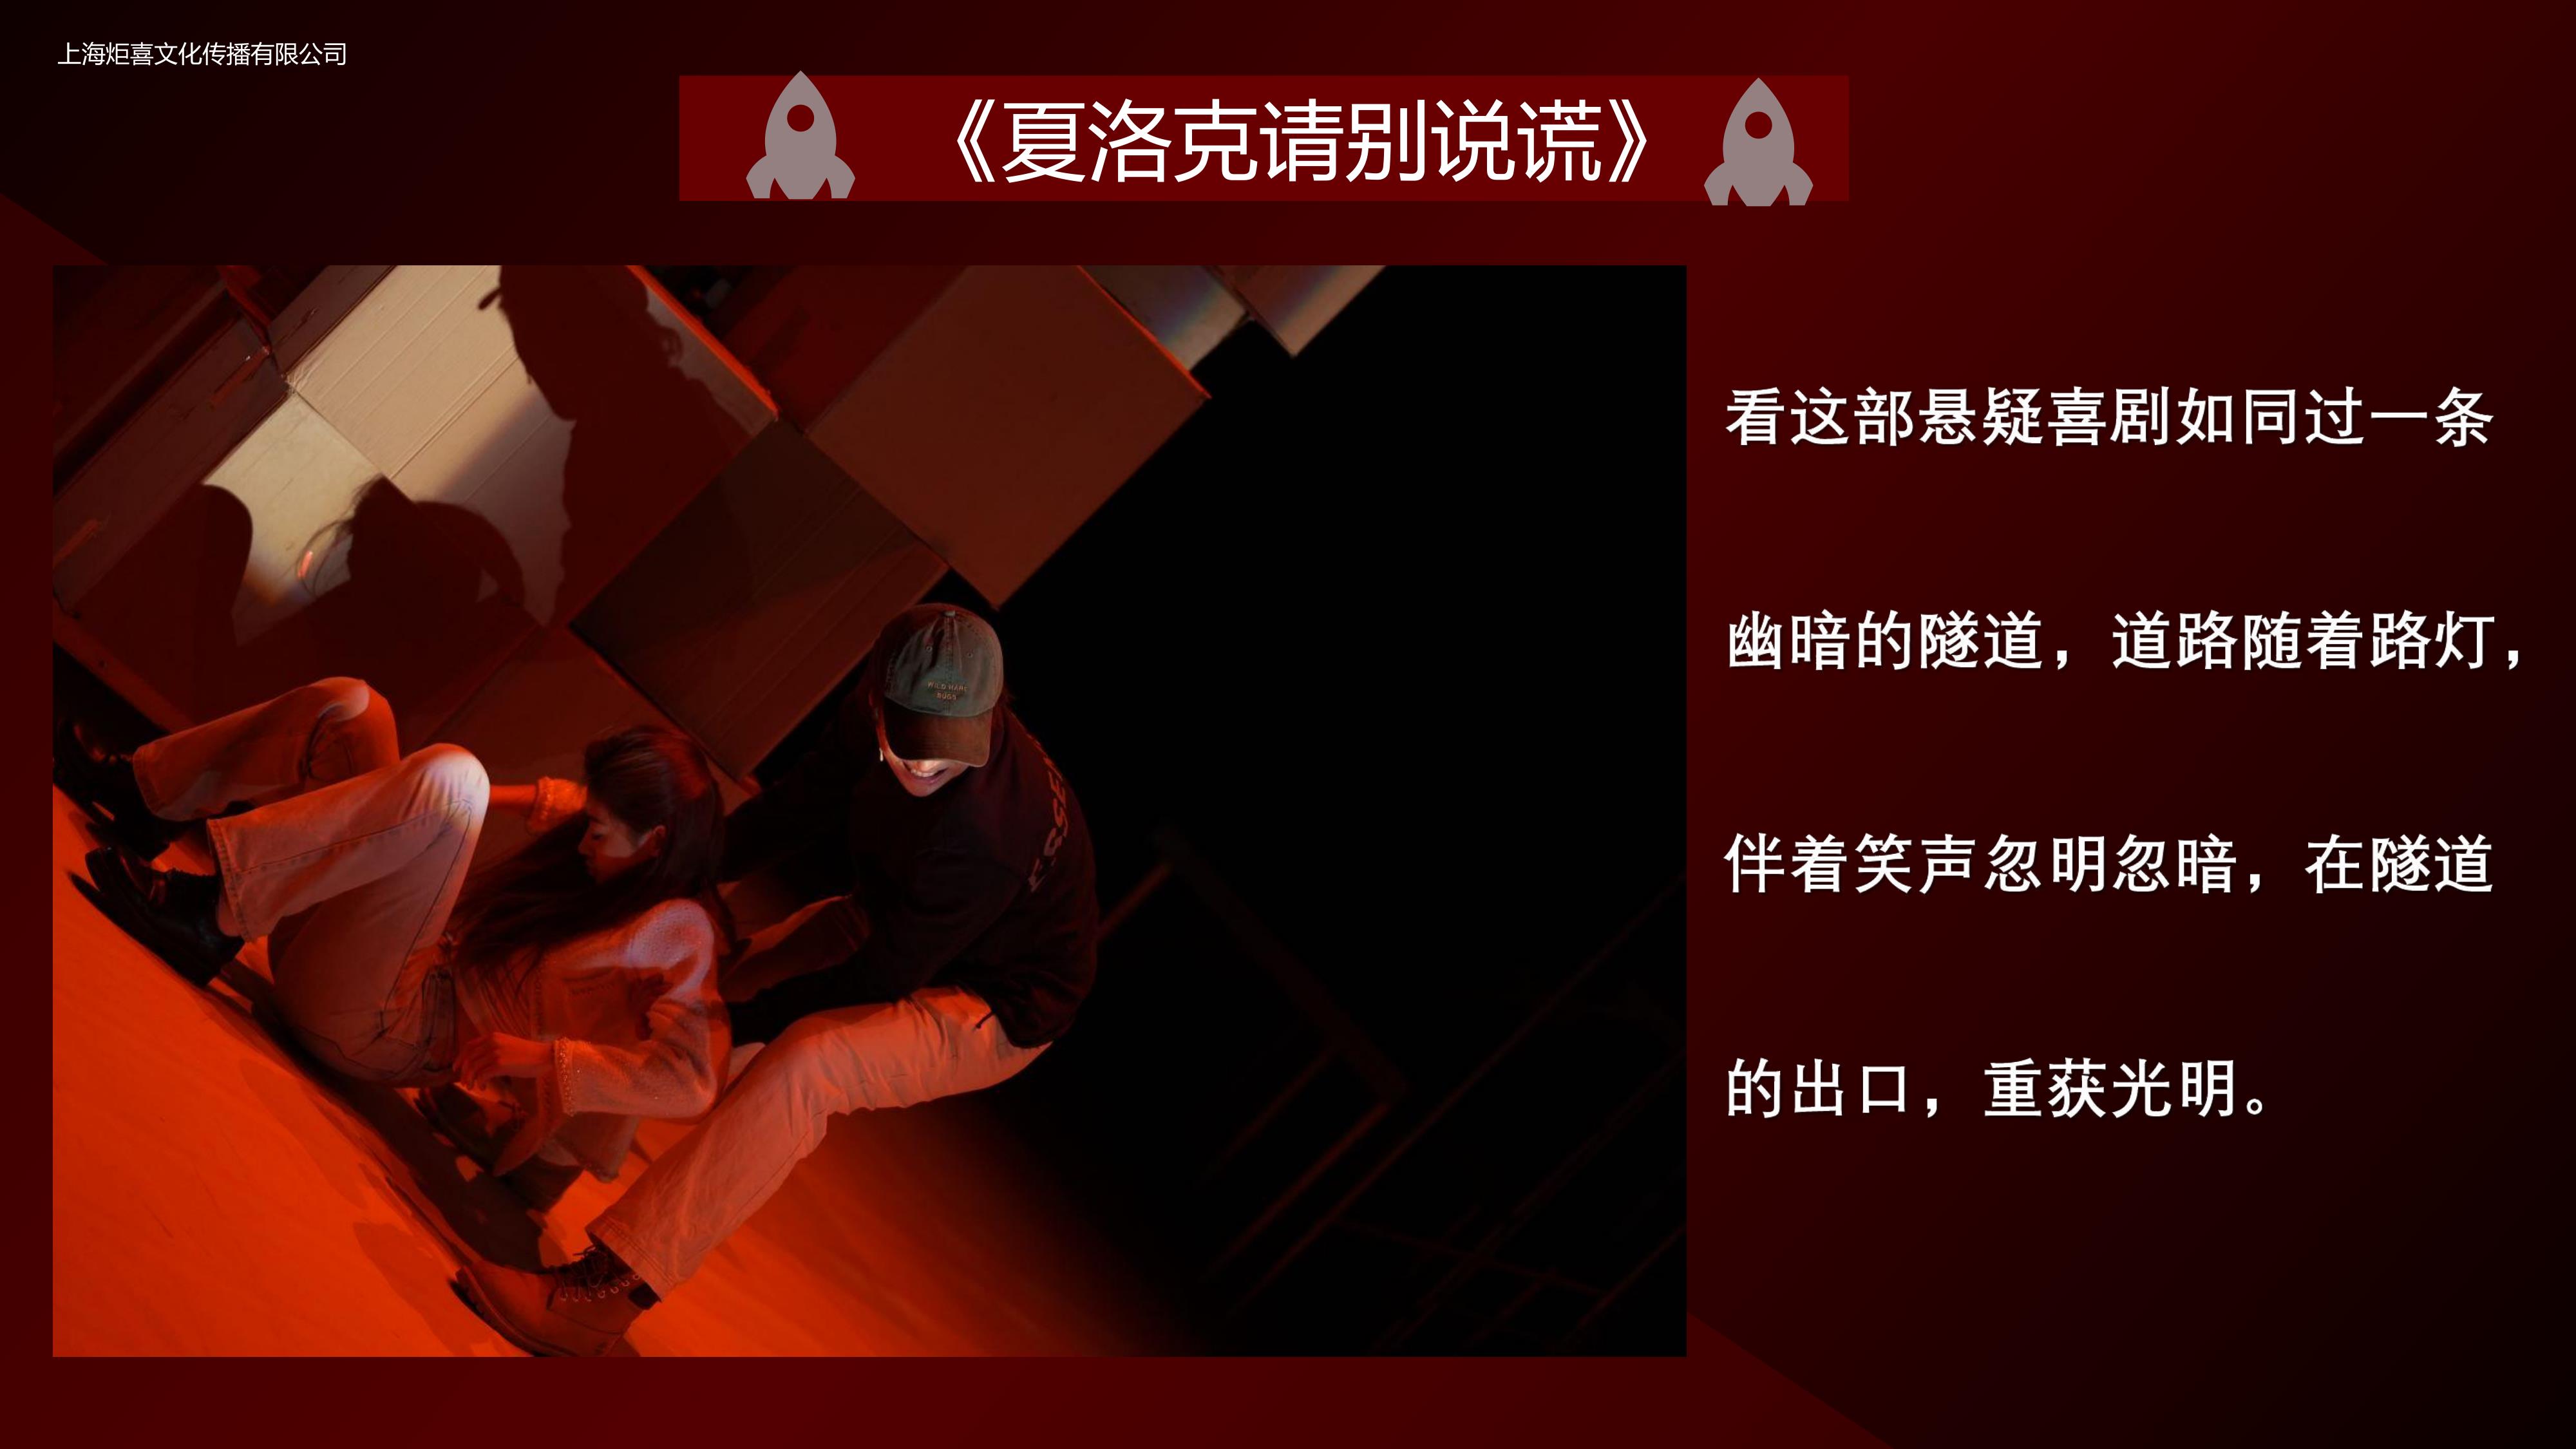 上海炬喜文化传播有限公司
《夏洛克请别说谎》
看这部悬疑喜剧如同过一条
幽暗的隧道，道路随着路灯，
伴着笑声忽明忽暗，在隧道
的出口，重获光明。